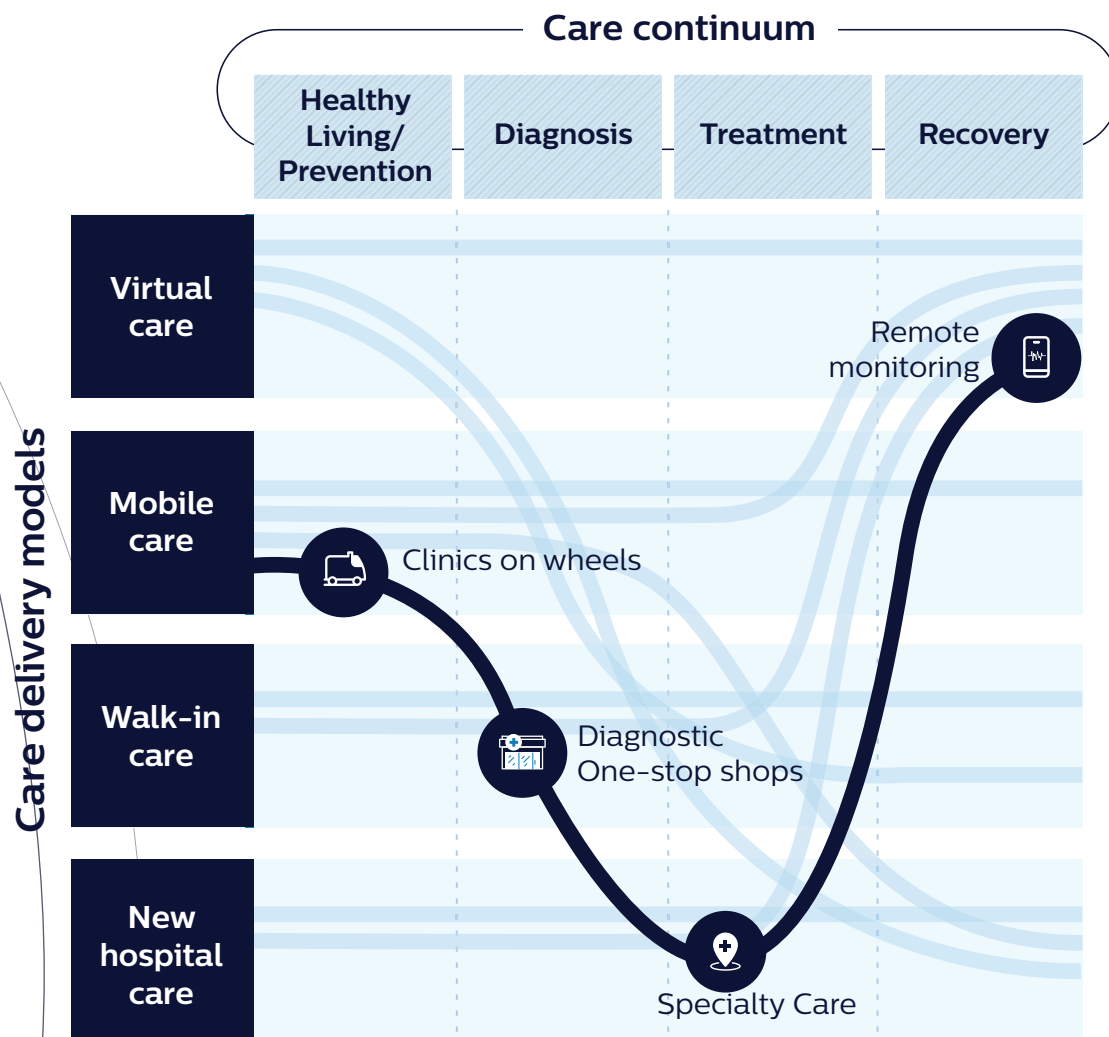 Care continuum
Healthy
Living/
Prevention
Diagnosis
Treatment
Recovery
Care delivery models
Virtual
care
Remote
monitoring
Mobile
care
Clinics on wheels
Walk-in
care
Diagnostic
One-stop shops
New
hospital
care
Specialty Care